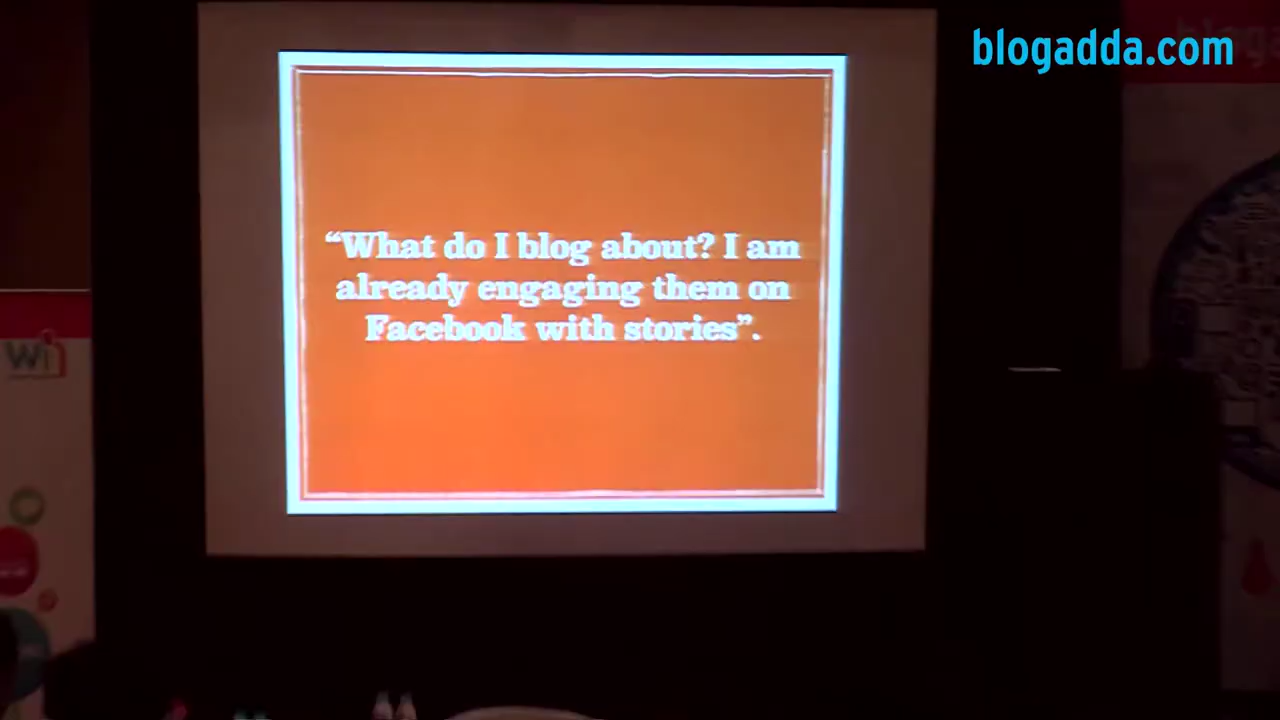 blogadda.com
“What do I blog about? I am
already engaging them on
Facebook with stories”.